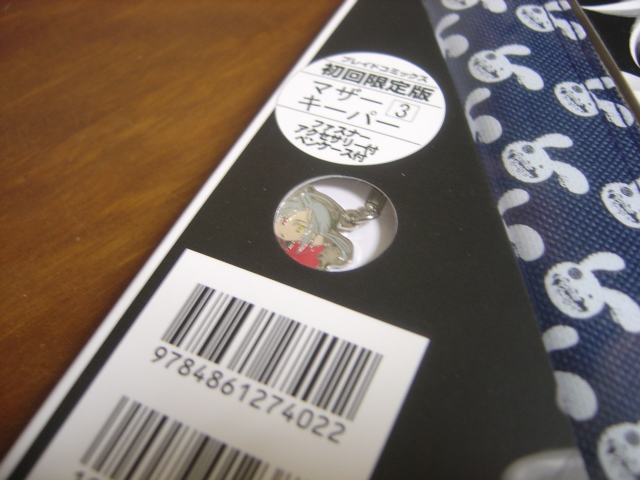 ブレイドコミックス
初回限定版
マザー 3
キーパー
ファスナー
アクセサリー付
ペンケース付
9784861274022